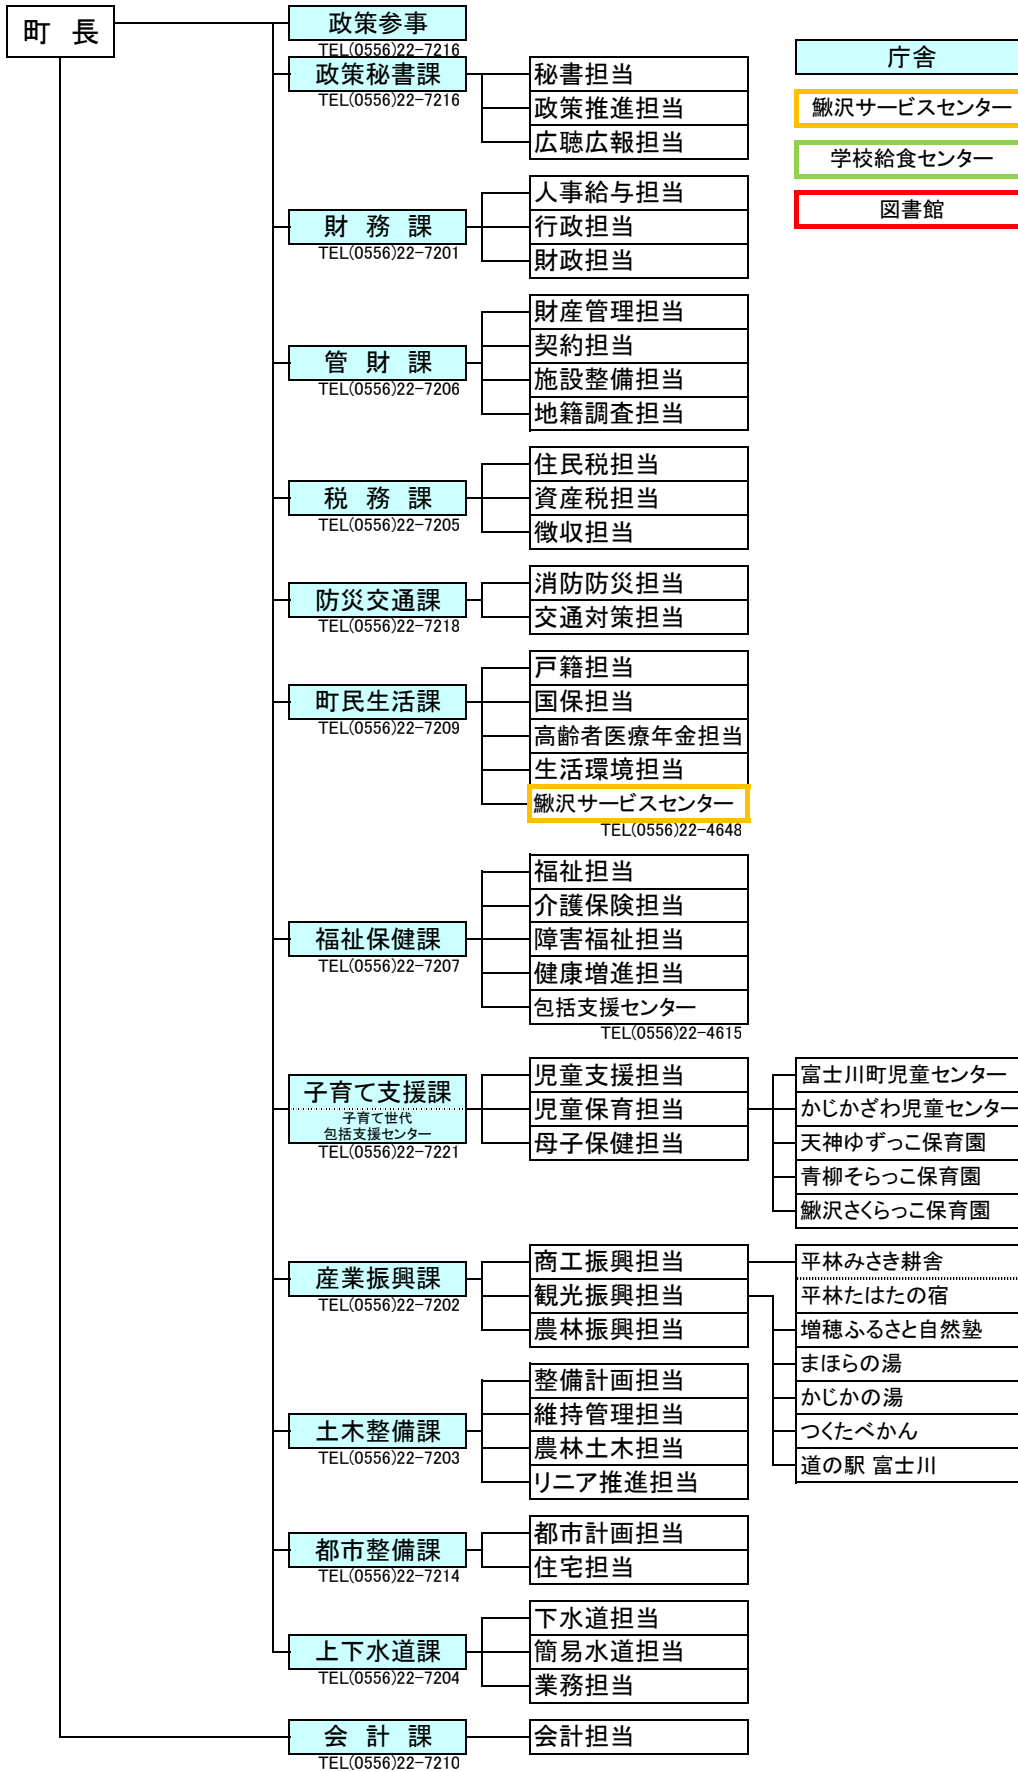 町 長
政策参事
TEL(0556)22-7216
政策秘書課
TEL(0556)22-7216
秘書担当
政策推進担当
広聴広報担当
庁舎
鰍沢サービスセンター
学校給食センター
図書館
財 務 課
TEL(0556)22-7201
人事給与担当
行政担当
財政担当
管 財 課
TEL(0556)22-7206
財産管理担当
契約担当
施設整備担当
地籍調査担当
税 務 課
TEL(0556)22-7205
住民税担当
資産税担当
徴収担当
防災交通課
TEL(0556)22-7218
消防防災担当
交通対策担当
町民生活課
TEL(0556)22-7209
戸籍担当
国保担当
高齢者医療年金担当
生活環境担当
鰍沢サービスセンター
TEL(0556)22-4648
福祉保健課
TEL(0556)22-7207
福祉担当
介護保険担当
障害福祉担当
健康増進担当
包括支援センター
TEL(0556)22-4615
子育て支援課
子育て世代
包括支援センター
TEL(0556)22-7221
児童支援担当
児童保育担当
母子保健担当
富士川町児童センター
かじかざわ児童センター
天神ゆずっこ保育園
青柳そらっこ保育園
鰍沢さくらっこ保育園
産業振興課
TEL(0556)22-7202
商工振興担当
観光振興担当
農林振興担当
平林みさき耕舎
平林たはたの宿
増穂ふるさと自然塾
まほらの湯
かじかの湯
つくたべかん
道の駅 富士川
土木整備課
TEL(0556)22-7203
整備計画担当
維持管理担当
農林土木担当
リニア推進担当
都市整備課
TEL(0556)22-7214
都市計画担当
住宅担当
上下水道課
TEL(0556)22-7204
下水道担当
簡易水道担当
業務担当
会 計 課
TEL(0556)22-7210
会計担当